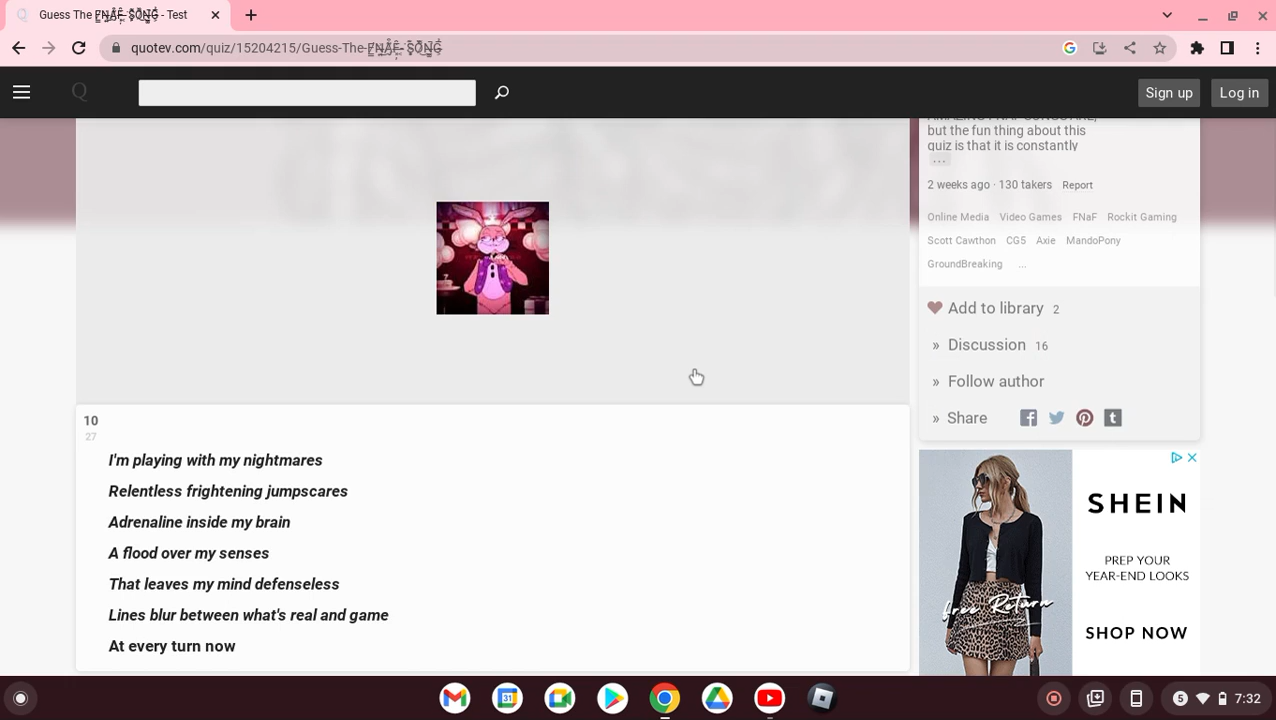 Guess The FNAF SONG - Test
quotev.com/quiz/15204215/Guess-The-FNAF-SONG
Q
Sign up
Log in
but the fun thing about this
quiz is that it is constantly
...
2 weeks ago · 130 takers Report
Online Media Video Games FNaF Rockit Gaming
Scott Cawthon CG5 Axie MandoPony
GroundBreaking ...
Add to library 2
» Discussion 16
» Follow author
» Share
10
27
I'm playing with my nightmares
Relentless frightening jumpscares
Adrenaline inside my brain
A flood over my senses
That leaves my mind defenseless
Lines blur between what's real and game
At every turn now
SHEIN
PREP YOUR
YEAR-END LOOKS
free Return
SHOP NOW
31
5
7:32